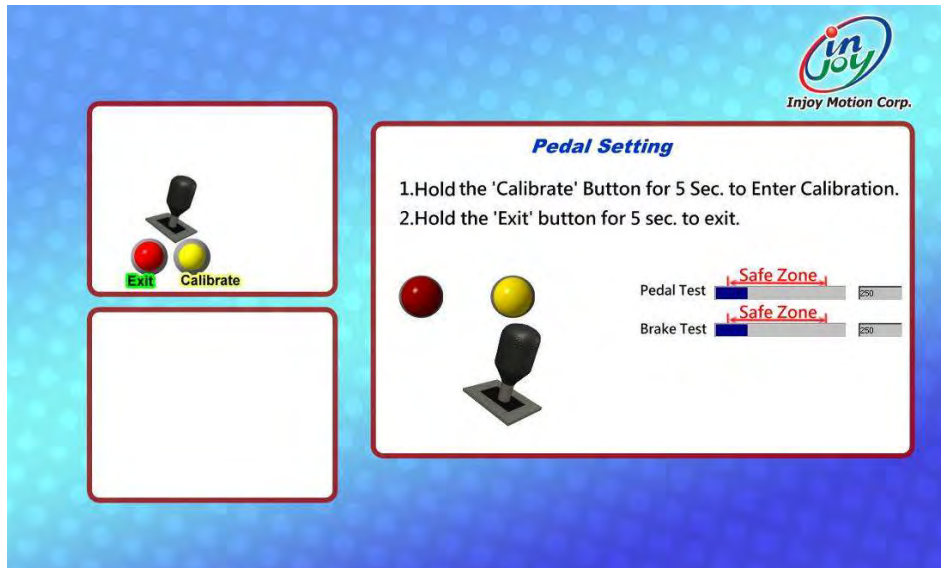 in
joy
Injoy Motion Corp.
Exit
Calibrate
Pedal Setting
1.Hold the 'Calibrate' Button for 5 Sec. to Enter Calibration.
2.Hold the 'Exit' button for 5 sec. to exit.
Safe Zone
Pedal Test
250
Safe Zone
Brake Test
250